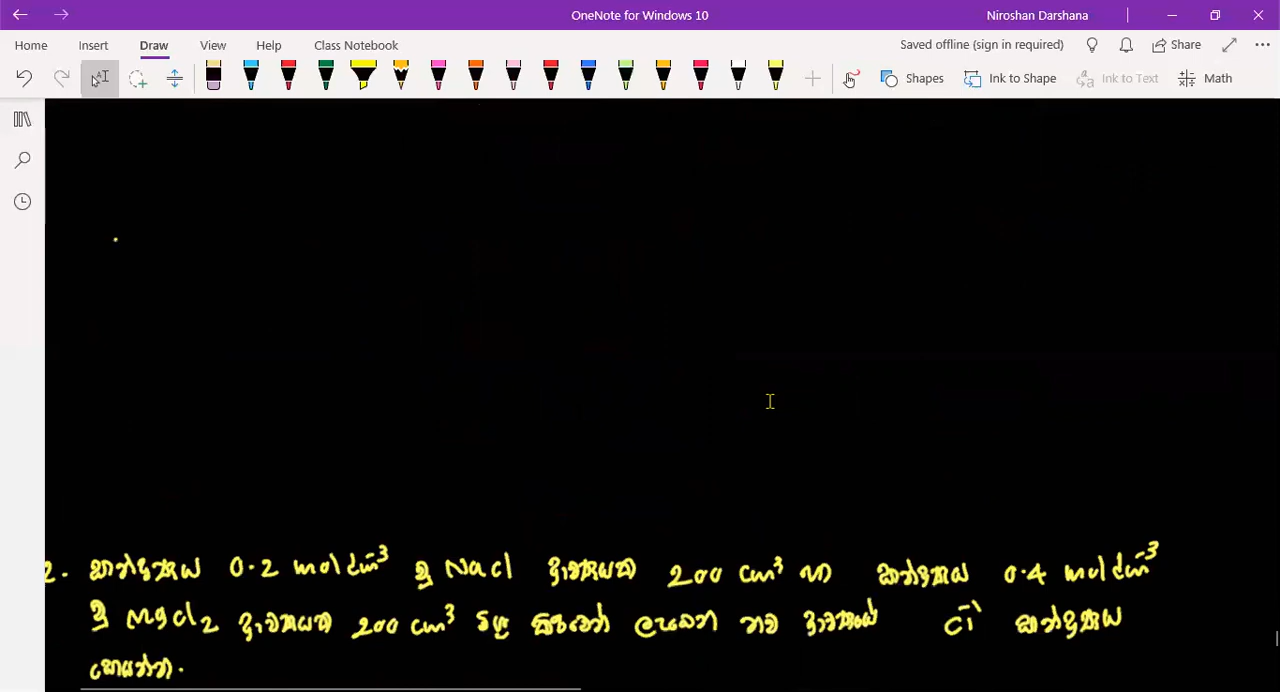 OneNote for Windows 10
Niroshan Darshana
Home Insert Draw View Help Class Notebook
Saved offline (sign in required) Share
Shapes Ink to Shape Ink to Text Math
2. සාන්ද්‍රණය 0.2 mol dm⁻³ වූ NaCl ද්‍රාවණයක 200 cm³ හා සාන්ද්‍රණය 0.4 mol dm⁻³
වූ MgCl₂ ද්‍රාවණයක 200 cm³ මිශ්‍ර කිරීමෙන් ලැබෙන නව ද්‍රාවණයේ Cl⁻ සාන්ද්‍රණය
සොයන්න.